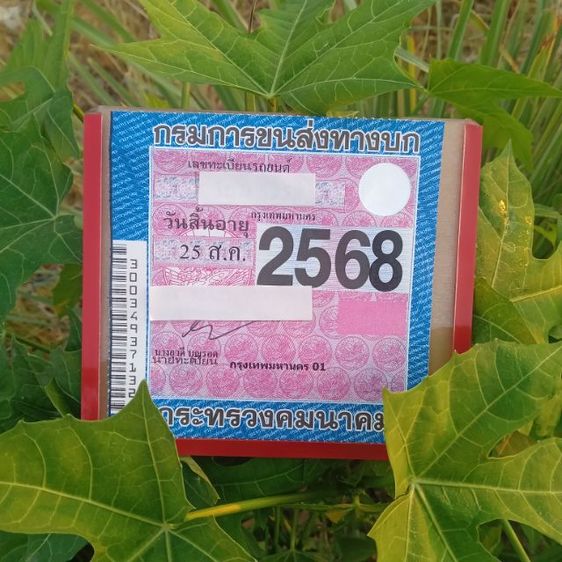 กรมการขนส่งทางบก
เลขทะเบียนรถยนต์
กรุงเทพมหานคร
วันสิ้นอายุ
25 ส.ค. 2568
นายทะเบียน
กรุงเทพมหานคร 01
กระทรวงคมนาคม